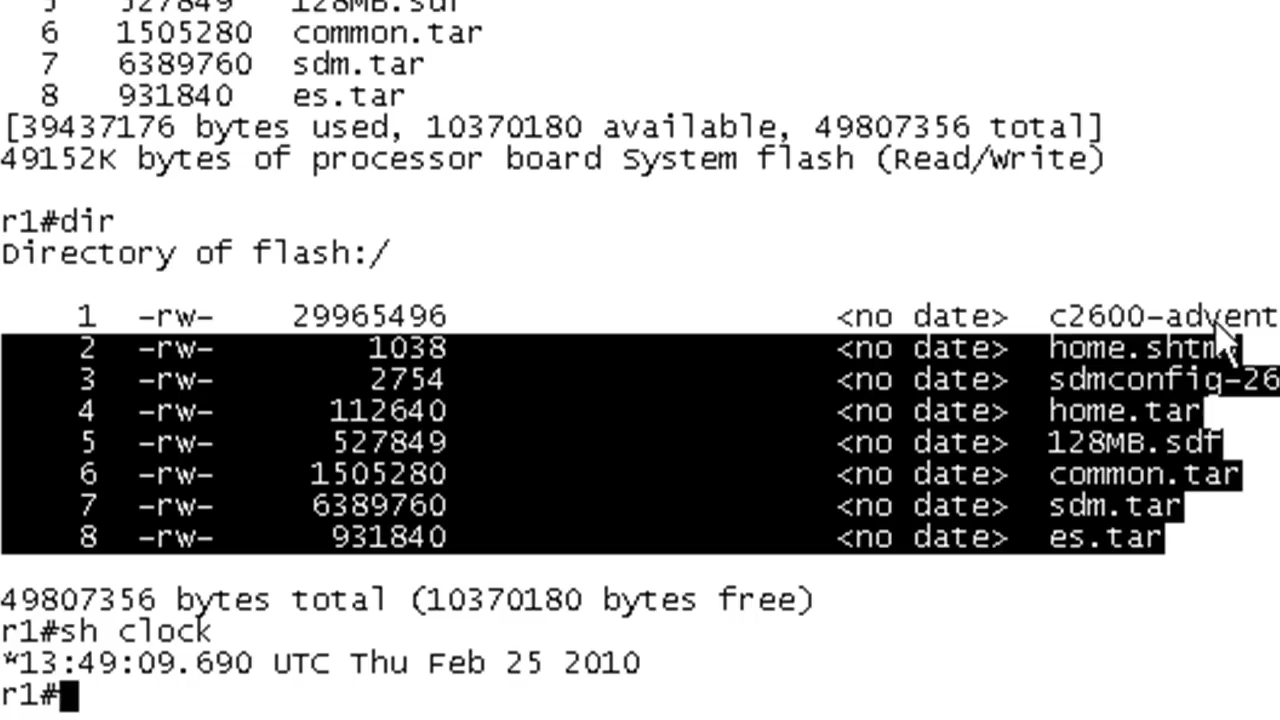 5 527849 128MB.sdf
6 1505280 common.tar
7 6389760 sdm.tar
8 931840 es.tar
[39437176 bytes used, 10370180 available, 49807356 total]
49152K bytes of processor board System flash (Read/Write)
r1#dir
Directory of flash:/
1 -rw- 29965496 <no date> c2600-advent
2 -rw- 1038 <no date> home.shtm
3 -rw- 2754 <no date> sdmconfig-26
4 -rw- 112640 <no date> home.tar
5 -rw- 527849 <no date> 128MB.sdf
6 -rw- 1505280 <no date> common.tar
7 -rw- 6389760 <no date> sdm.tar
8 -rw- 931840 <no date> es.tar
49807356 bytes total (10370180 bytes free)
r1#sh clock
*13:49:09.690 UTC Thu Feb 25 2010
r1#